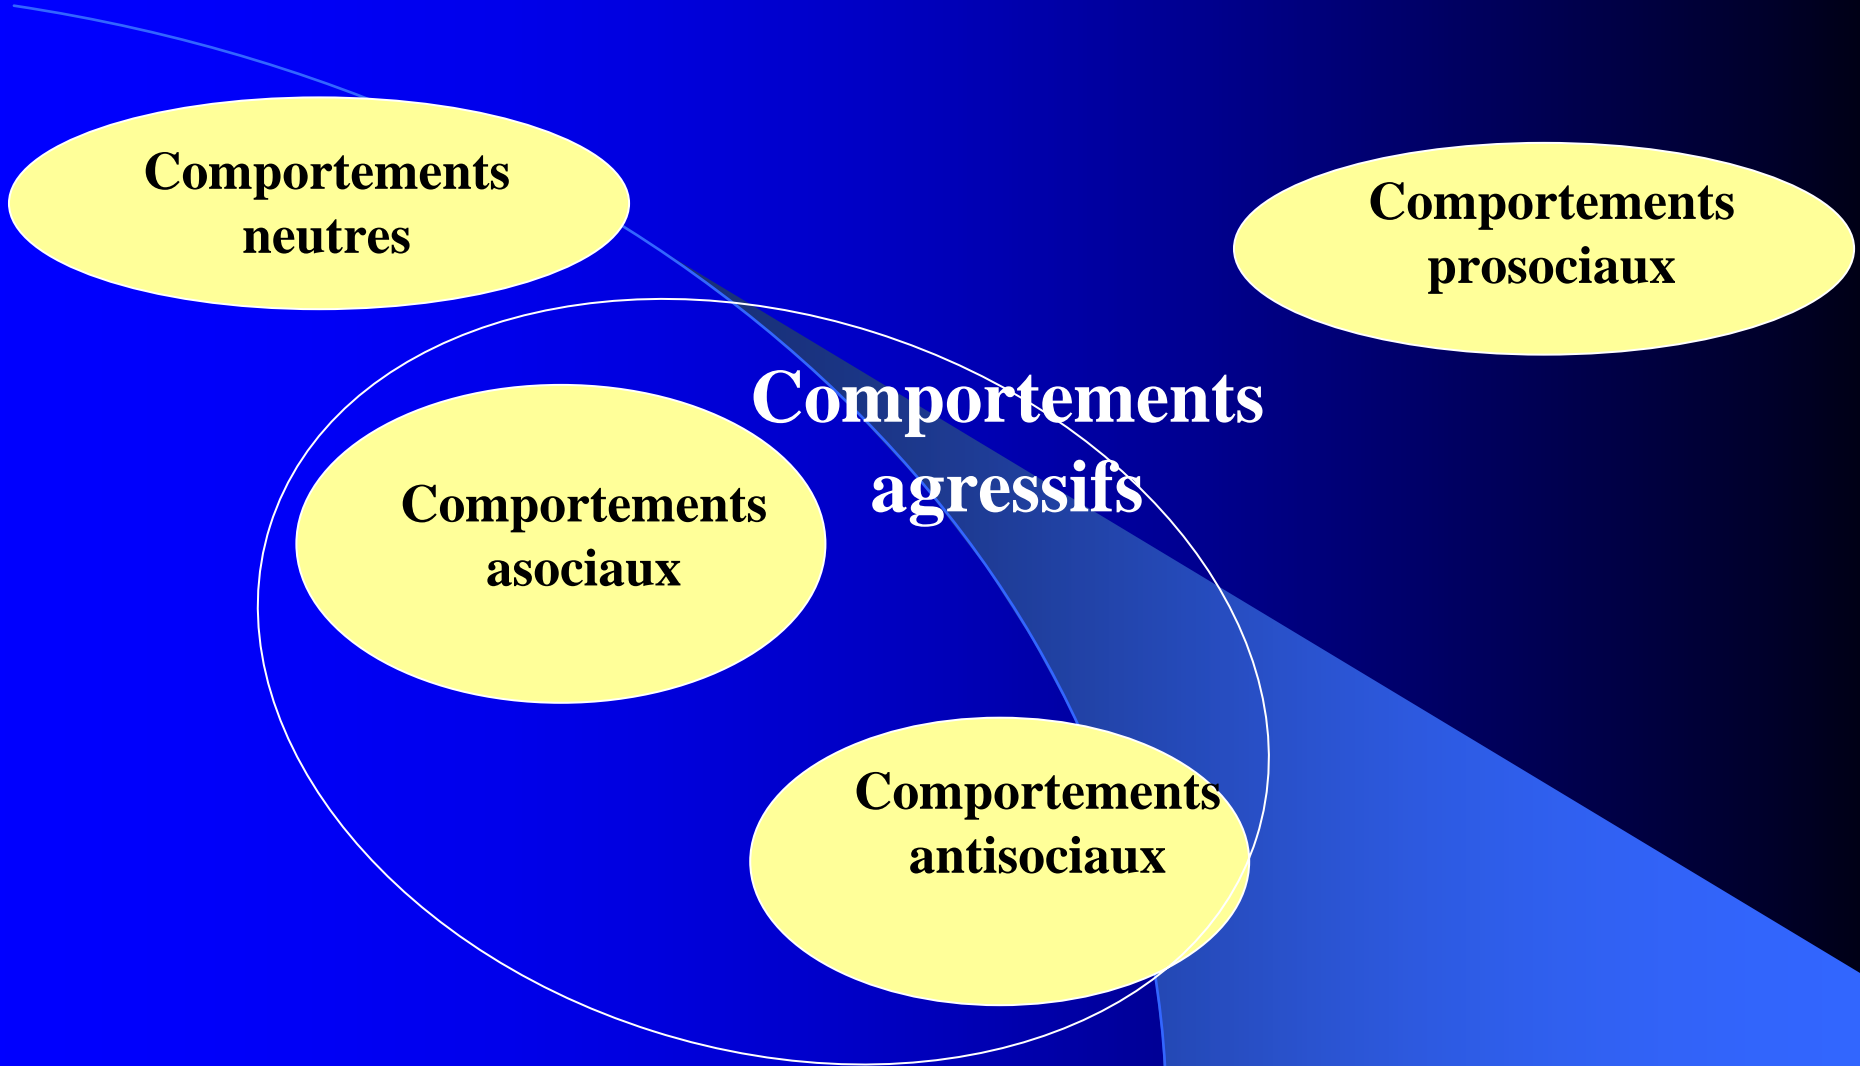 Comportements
neutres
Comportements
prosociaux
Comportements
agressifs
Comportements
asociaux
Comportements
antisociaux